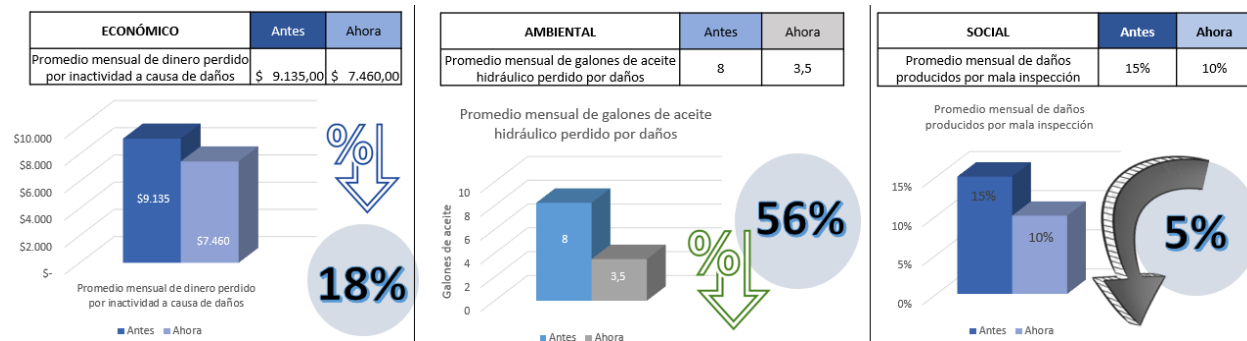 ECONÓMICO Antes Ahora
Promedio mensual de dinero perdido
por inactividad a causa de daños $ 9.135,00 $ 7.460,00
$10.000
$8.000
$6.000
$4.000
$2.000
$-
$9.135
$7.460
Promedio mensual de dinero perdido
por inactividad a causa de daños
Antes Ahora
%
18%
AMBIENTAL Antes Ahora
Promedio mensual de galones de aceite
hidráulico perdido por daños 8 3,5
Promedio mensual de galones de aceite
hidráulico perdido por daños
Galones de aceite
10
8
6
4
2
0
8
3,5
Antes Ahora
%
56%
SOCIAL Antes Ahora
Promedio mensual de daños
producidos por mala inspección 15% 10%
Promedio mensual de daños
producidos por mala inspección
15%
10%
5%
0%
15%
10%
Antes Ahora
5%